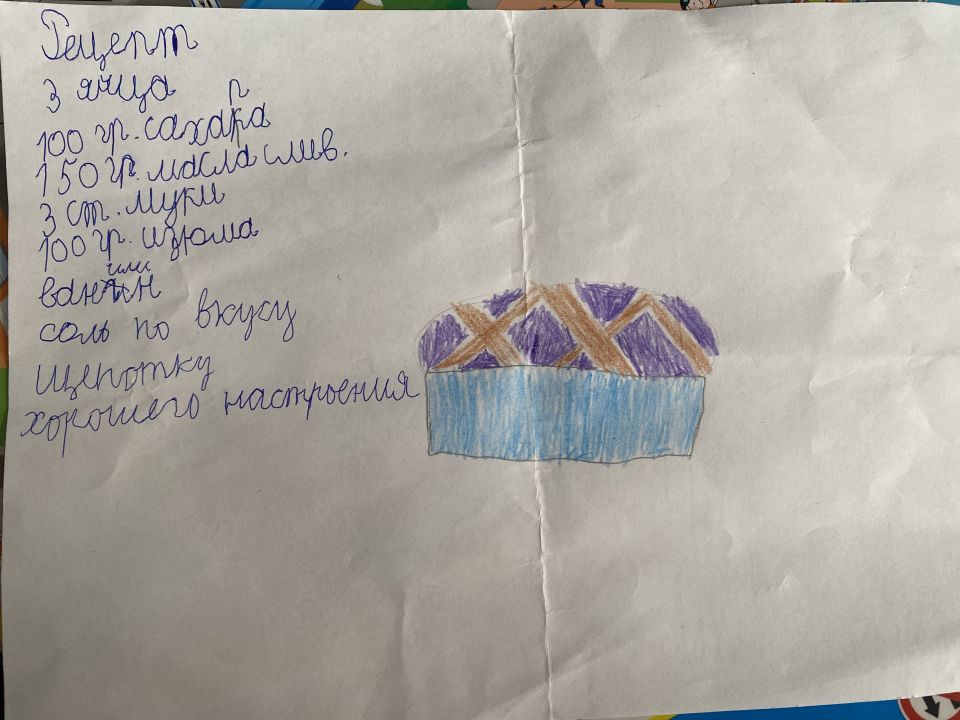 Рецепт
3 яйца
100 гр. сахара
150 гр. масла слив.
3 ст. муки
100 гр. изюма
ванилин
соль по вкусу
щепотку
хорошего настроения